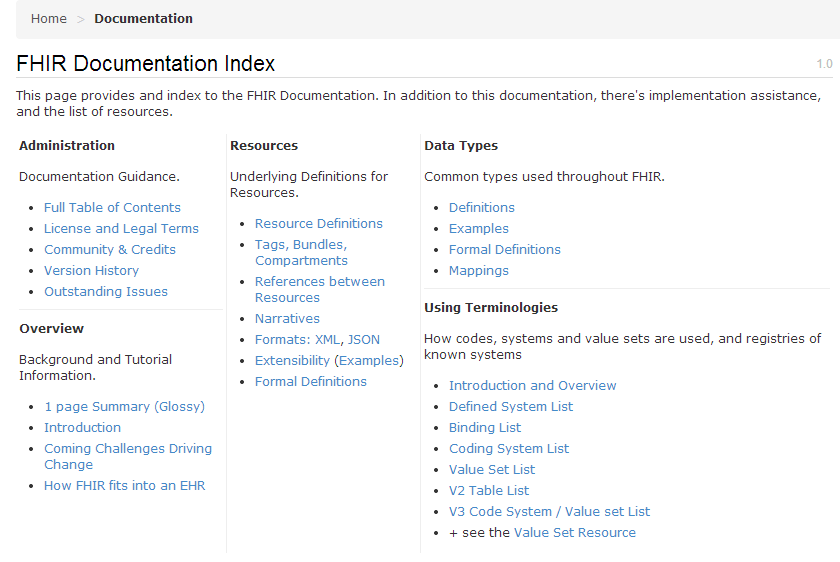 Home > Documentation
FHIR Documentation Index
1.0
This page provides and index to the FHIR Documentation. In addition to this documentation, there's implementation assistance,
and the list of resources.
Administration
Documentation Guidance.
• Full Table of Contents
• License and Legal Terms
• Community & Credits
• Version History
• Outstanding Issues
Overview
Background and Tutorial
Information.
• 1 page Summary (Glossy)
• Introduction
• Coming Challenges Driving
Change
• How FHIR fits into an EHR
Resources
Underlying Definitions for
Resources.
• Resource Definitions
• Tags, Bundles,
Compartments
• References between
Resources
• Narratives
• Formats: XML, JSON
• Extensibility (Examples)
• Formal Definitions
Data Types
Common types used throughout FHIR.
• Definitions
• Examples
• Formal Definitions
• Mappings
Using Terminologies
How codes, systems and value sets are used, and registries of
known systems
• Introduction and Overview
• Defined System List
• Binding List
• Coding System List
• Value Set List
• V2 Table List
• V3 Code System / Value set List
• + see the Value Set Resource